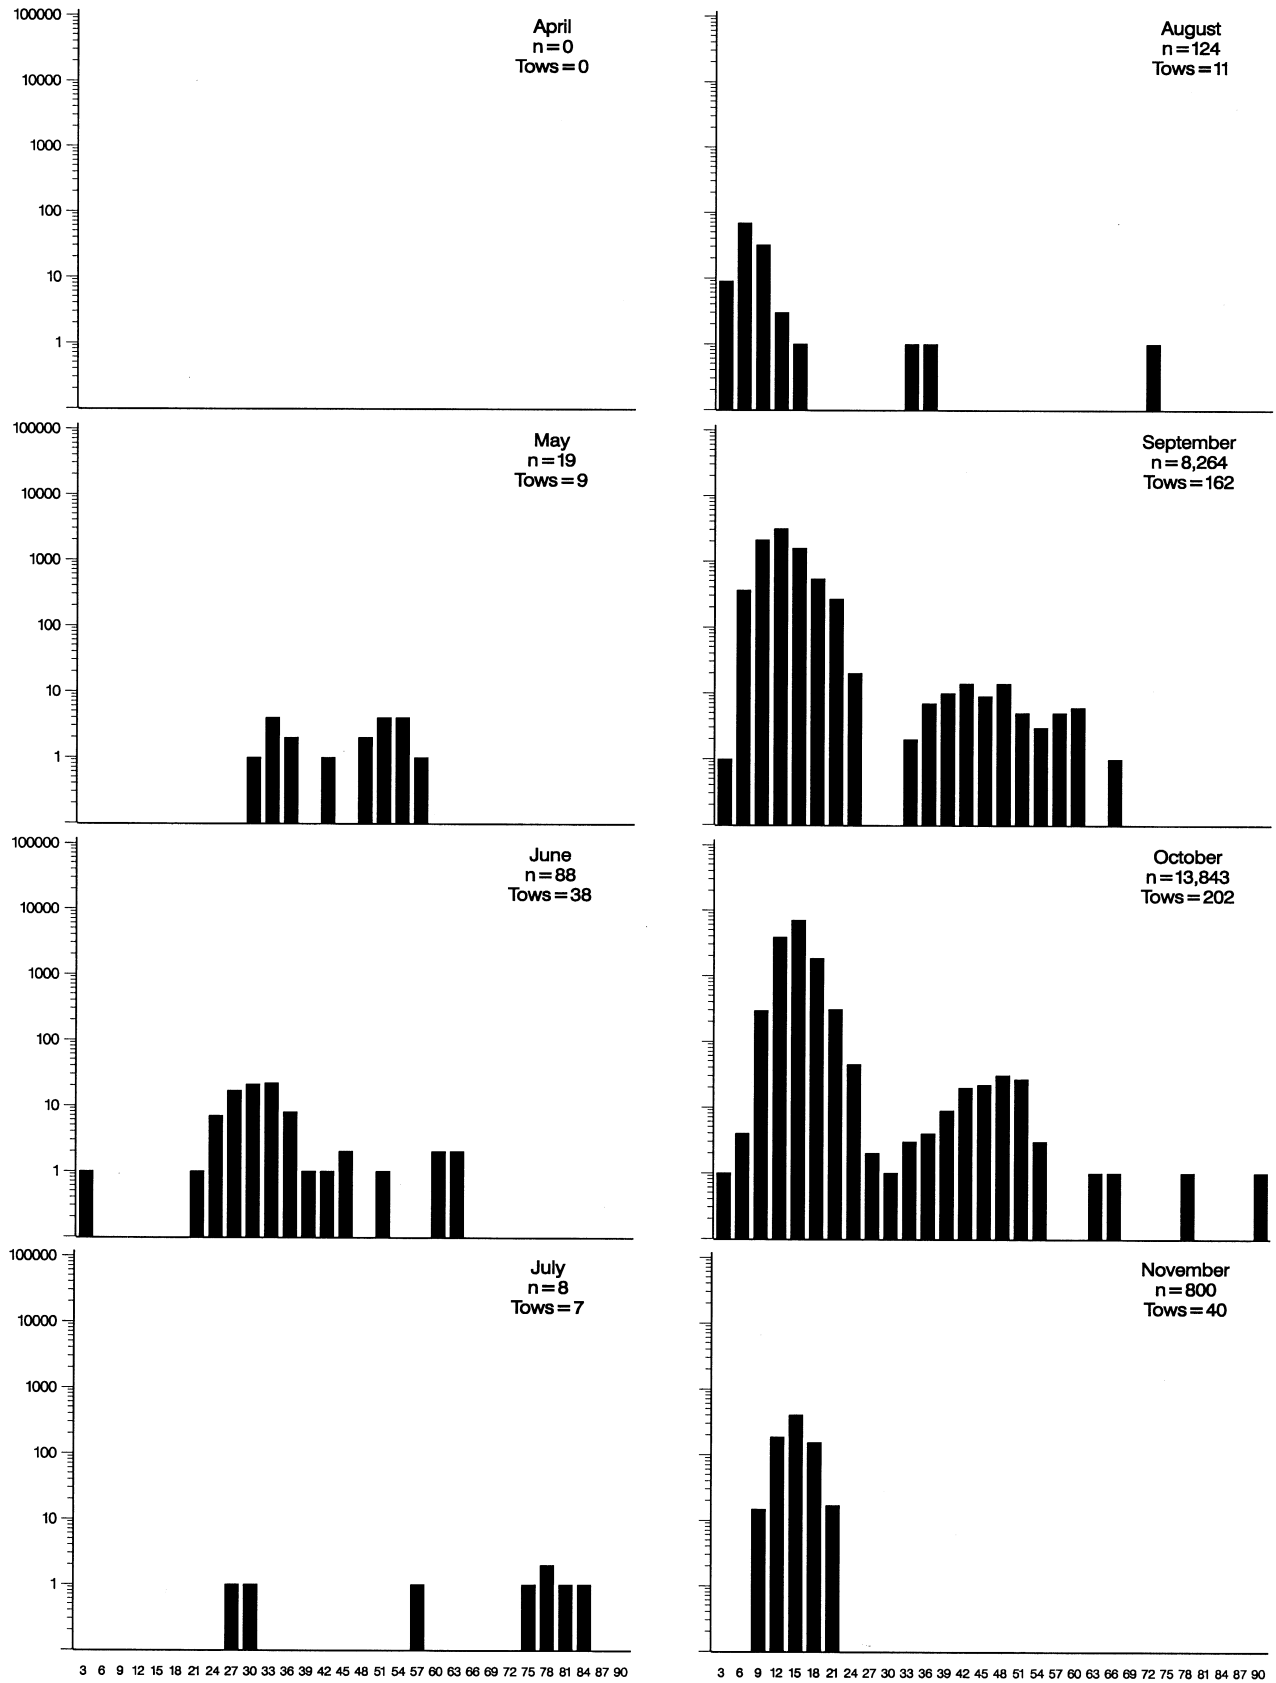 100000
10000
1000
100
10
1
April
n=0
Tows=0
August
n=124
Tows=11
100000
10000
1000
100
10
1
May
n=19
Tows=9
September
n=8,264
Tows=162
100000
10000
1000
100
10
1
June
n=88
Tows=38
October
n=13,843
Tows=202
100000
10000
1000
100
10
1
July
n=8
Tows=7
November
n=800
Tows=40
3 6 9 12 15 18 21 24 27 30 33 36 39 42 45 48 51 54 57 60 63 66 69 72 75 78 81 84 87 90
3 6 9 12 15 18 21 24 27 30 33 36 39 42 45 48 51 54 57 60 63 66 69 72 75 78 81 84 87 90